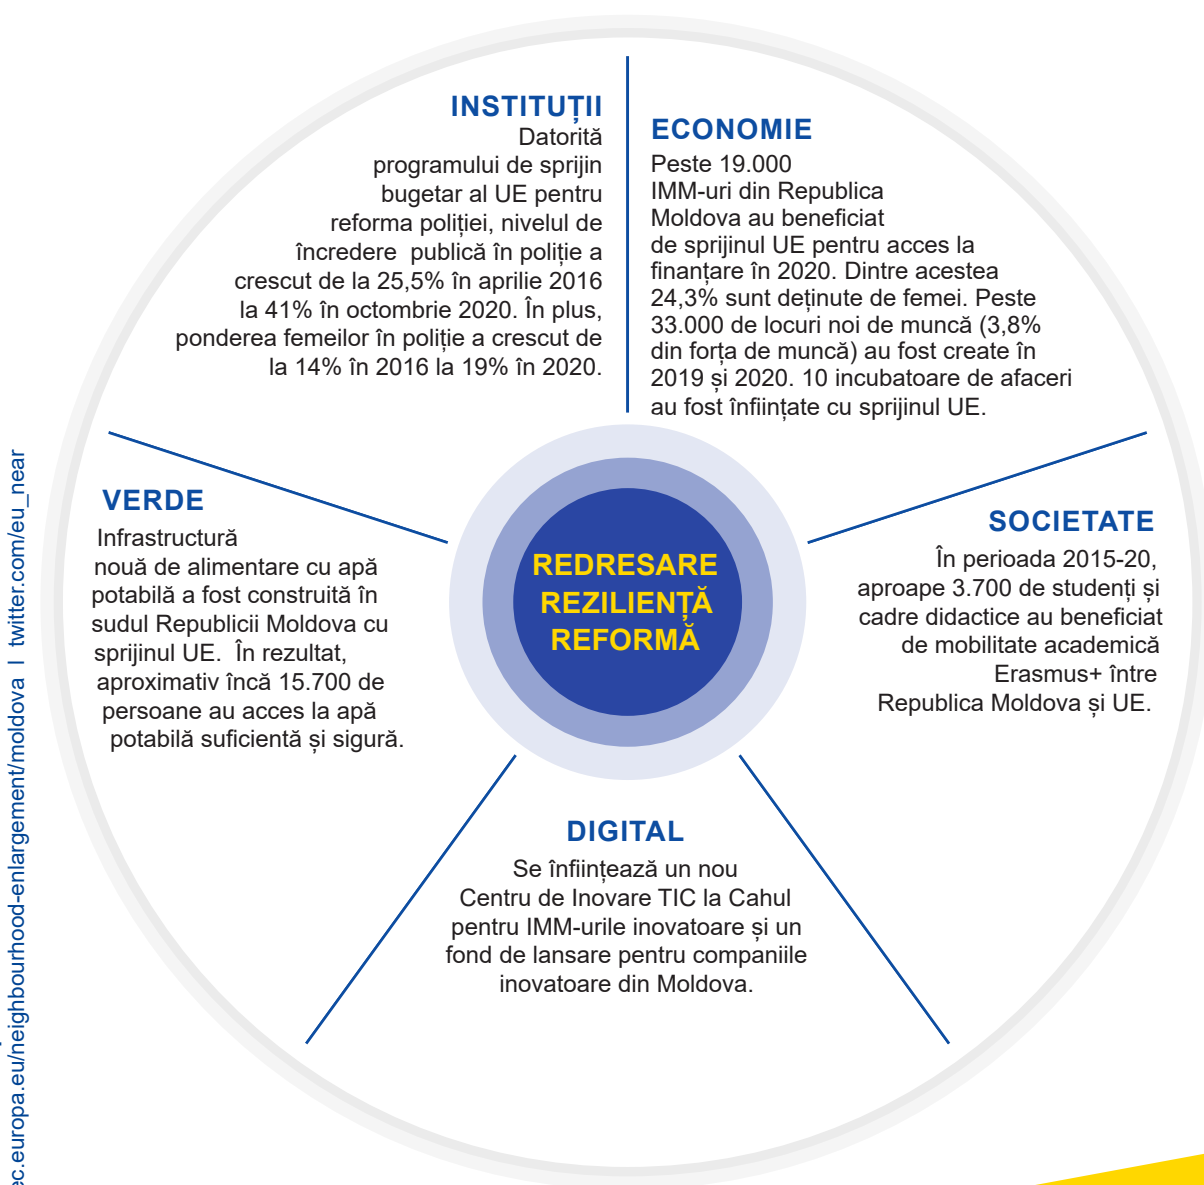 INSTITUȚII
Datorită
programului de sprijin
bugetar al UE pentru
reforma poliției, nivelul de
încredere publică în poliție a
crescut de la 25,5% în aprilie 2016
la 41% în octombrie 2020. În plus,
ponderea femeilor în poliție a crescut de
la 14% în 2016 la 19% în 2020.
ECONOMIE
Peste 19.000
IMM-uri din Republica
Moldova au beneficiat
de sprijinul UE pentru acces la
finanțare în 2020. Dintre acestea
24,3% sunt deținute de femei. Peste
33.000 de locuri noi de muncă (3,8%
din forța de muncă) au fost create în
2019 și 2020. 10 incubatoare de afaceri
au fost înființate cu sprijinul UE.
VERDE
Infrastructură
nouă de alimentare cu apă
potabilă a fost construită în
sudul Republicii Moldova cu
sprijinul UE. În rezultat,
aproximativ încă 15.700 de
persoane au acces la apă
potabilă suficientă și sigură.
REDRESARE
REZILIENȚĂ
REFORMĂ
SOCIETATE
În perioada 2015-20,
aproape 3.700 de studenți și
cadre didactice au beneficiat
de mobilitate academică
Erasmus+ între
Republica Moldova și UE.
DIGITAL
Se înființează un nou
Centru de Inovare TIC la Cahul
pentru IMM-urile inovatoare și un
fond de lansare pentru companiile
inovatoare din Moldova.
ec.europa.eu/neighbourhood-enlargement/moldova I twitter.com/eu_near